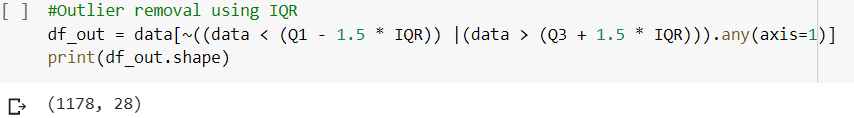 [ ] #Outlier removal using IQR
df_out = data[~((data < (Q1 - 1.5 * IQR)) |(data > (Q3 + 1.5 * IQR))).any(axis=1)]
print(df_out.shape)
(1178, 28)